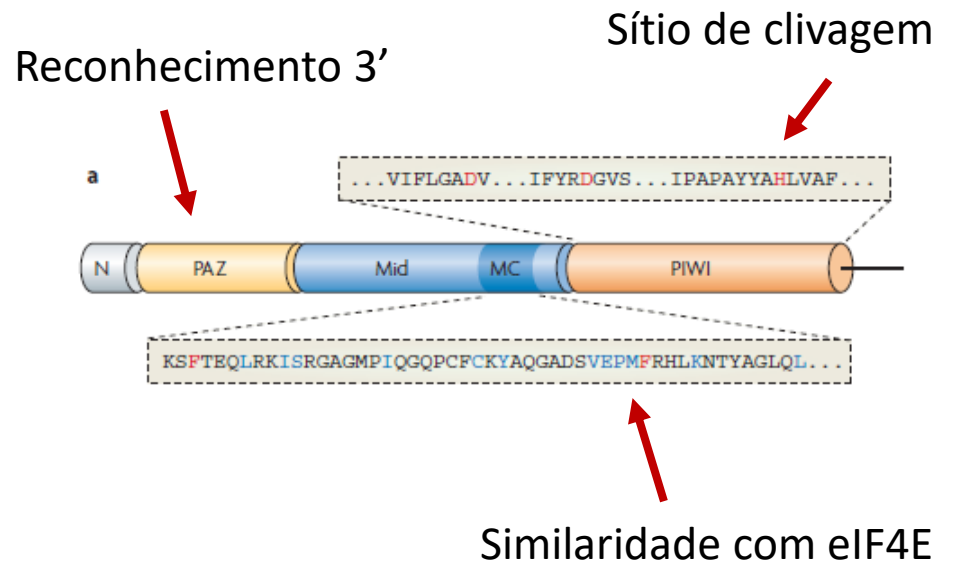 Sítio de clivagem
Reconhecimento 3’
a
...VIFLGADV...IFYRDGVS...IPAPAYYAHLVAF...
N PAZ Mid MC PIWI
KSFTEQLRKISRGAGMPIQGQPCFCKYAQGADSVEPMFRHLKNTYAGLQL...
Similaridade com eIF4E